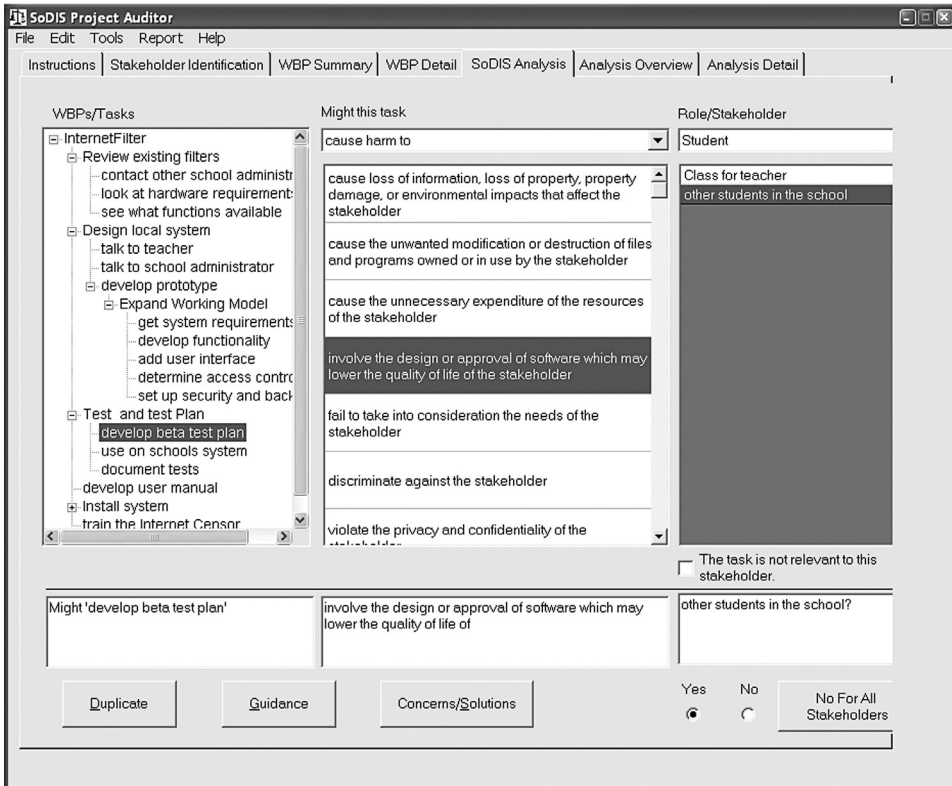 SoDIS Project Auditor
File Edit Tools Report Help
Instructions Stakeholder Identification WBP Summary WBP Detail SoDIS Analysis Analysis Overview Analysis Detail
WBPs/Tasks
InternetFilter
Review existing filters
contact other school administr
look at hardware requirement
see what functions available
Design local system
talk to teacher
talk to school administrator
develop prototype
Expand Working Model
get system requirements
develop functionality
add user interface
determine access contro
set up security and back
Test and test Plan
develop beta test plan
use on schools system
document tests
develop user manual
Install system
train the Internet Censor
Might this task
cause harm to
cause loss of information, loss of property, property
damage, or environmental impacts that affect the
stakeholder
cause the unwanted modification or destruction of files
and programs owned or in use by the stakeholder
cause the unnecessary expenditure of the resources
of the stakeholder
involve the design or approval of software which may
lower the quality of life of the stakeholder
fail to take into consideration the needs of the
stakeholder
discriminate against the stakeholder
violate the privacy and confidentiality of the
Role/Stakeholder
Student
Class for teacher
other students in the school
The task is not relevant to this
stakeholder.
Might 'develop beta test plan'
involve the design or approval of software which may
lower the quality of life of
other students in the school?
Duplicate
Guidance
Concerns/Solutions
Yes No
No For All
Stakeholders